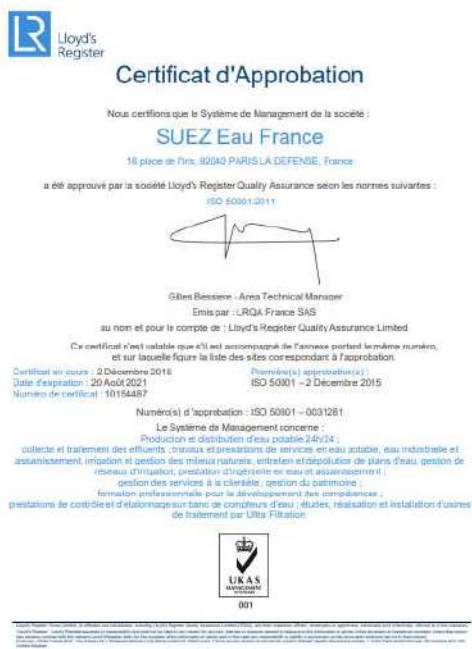 LR
Lloyd's
Register
Certificat d'Approbation
Nous certifions que le Système de Management de la société :
SUEZ Eau France
16 place de l'Iris, 92040 PARIS LA DEFENSE, France
a été approuvé par la société Lloyd's Register Quality Assurance selon les normes suivantes :
ISO 50001:2011
Gilles Bessiere - Area Technical Manager
Emis par : LRQA France SAS
au nom et pour le compte de : Lloyd's Register Quality Assurance Limited
Ce certificat n'est valable que s'il est accompagné de l'annexe portant le même numéro,
et sur laquelle figure la liste des sites correspondant à l'approbation.
Certificat en cours : 2 Décembre 2018
Première(s) approbation(s) :
Date d'expiration : 20 Août 2021
ISO 50001 – 2 Décembre 2015
Numéro de certificat : 10154487
Numéro(s) d'approbation : ISO 50001 – 0031281
Le Système de Management concerne :
Production et distribution d'eau potable 24h/24 ;
collecte et traitement des effluents ; travaux et prestations de services en eau potable, eau industrielle et
assainissement, irrigation et gestion des milieux naturels, entretien et dépollution de plans d'eau, gestion de
réseaux d'irrigation, prestation d'ingénierie en eau et assainissement ;
gestion des services à la clientèle ; gestion du patrimoine ;
formation professionnelle pour le développement des compétences ;
prestations de contrôle et d'étalonnage sur banc de compteurs d'eau ; études, réalisation et installation d'usines
de traitement par Ultra Filtration
UKAS
MANAGEMENT
SYSTEMS
001